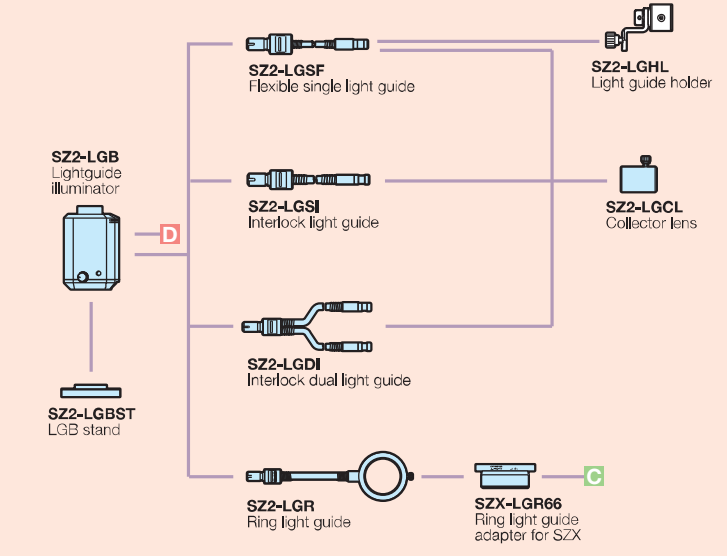 SZ2-LGSF
Flexible single light guide
SZ2-LGHL
Light guide holder
SZ2-LGB
Lightguide
illuminator
D
SZ2-LGSI
Interlock light guide
SZ2-LGCL
Collector lens
SZ2-LGDI
Interlock dual light guide
SZ2-LGBST
LGB stand
SZ2-LGR
Ring light guide
SZX-LGR66
Ring light guide
adapter for SZX
C